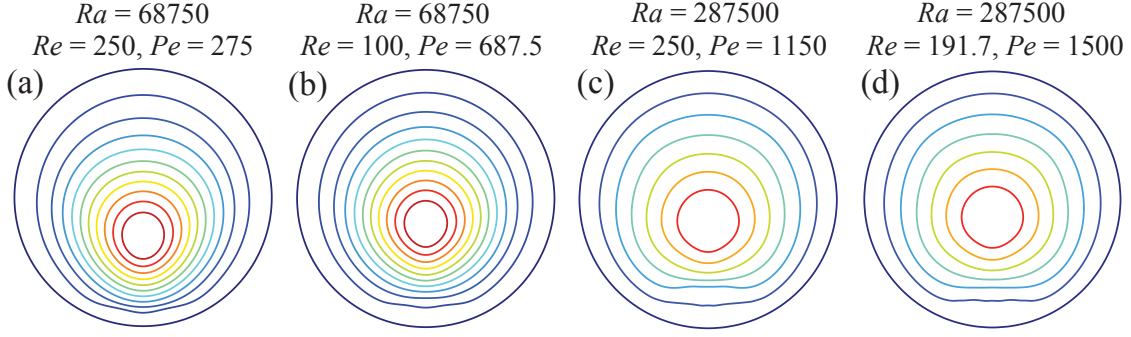 Ra = 68750
Re = 250, Pe = 275
(a)
Ra = 68750
Re = 100, Pe = 687.5
(b)
Ra = 287500
Re = 250, Pe = 1150
(c)
Ra = 287500
Re = 191.7, Pe = 1500
(d)